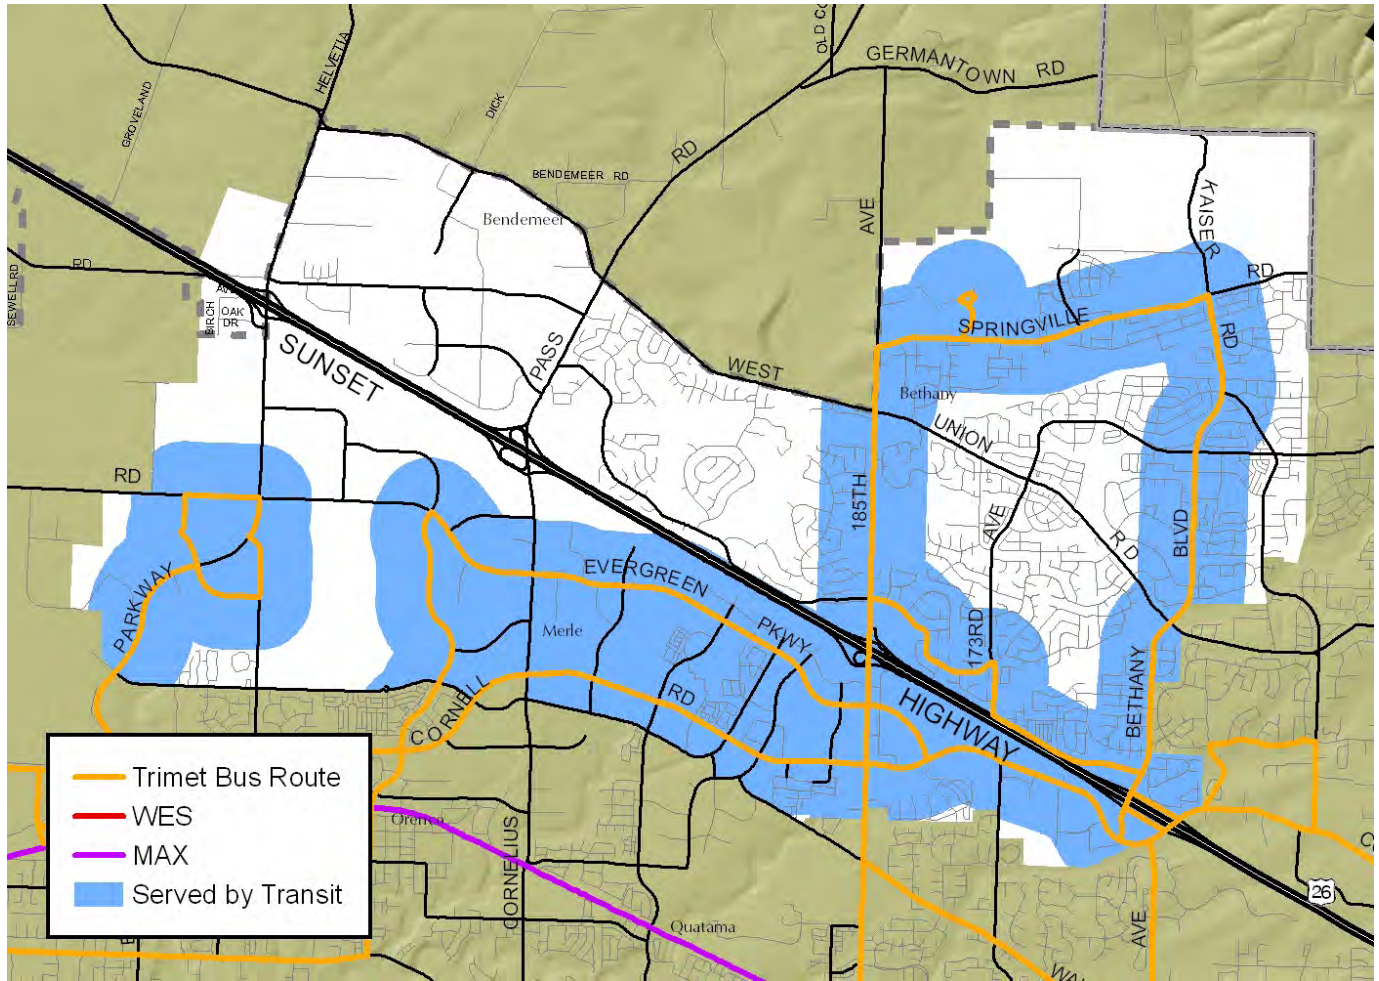 HELVETIA
GROVELAND
DICK
OLD CO
GERMANTOWN RD
RD
BENDEMEER RD
Bendemeer
AVE
KAISER
RD
SEWELL RD
RD
BIRCH
AV
OAK
DR
SUNSET
PASS
WEST
SPRINGVILLE
RD
Bethany
UNION
RD
RD
185TH
AVE
BLVD
EVERGREEN
PKWY
PARKWAY
Merle
173RD
CORNELL
RD
HIGHWAY
BETHANY
Trimet Bus Route
WES
MAX
Served by Transit
Orenco
CORNELIUS
Quatama
26
AVE
WAL